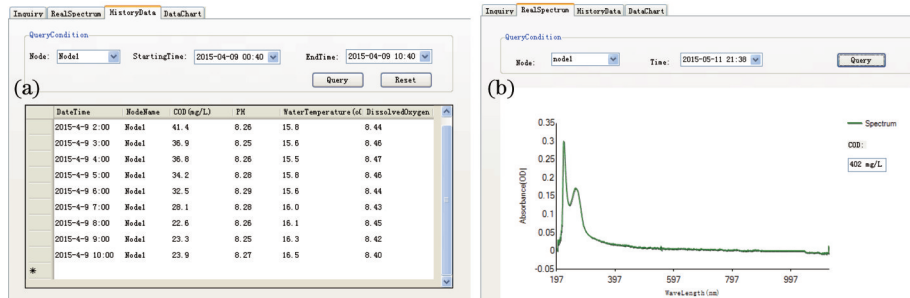 Inquiry RealSpectrum HistoryData DataChart
QueryCondition
Node: Node1 StartingTime: 2015-04-09 00:40 EndTime: 2015-04-09 10:40
Query Reset
(a)
DateTime NodeName COD(mg/L) PH WaterTemperature(o( DissolvedOxygen
2015-4-9 2:00 Node1 41.4 8.26 15.8 8.44
2015-4-9 3:00 Node1 36.9 8.25 15.6 8.46
2015-4-9 4:00 Node1 36.8 8.26 15.5 8.47
2015-4-9 5:00 Node1 34.2 8.28 15.8 8.46
2015-4-9 6:00 Node1 32.5 8.29 15.6 8.44
2015-4-9 7:00 Node1 28.1 8.28 16.0 8.43
2015-4-9 8:00 Node1 22.6 8.26 16.1 8.45
2015-4-9 9:00 Node1 23.3 8.25 16.3 8.42
2015-4-9 10:00 Node1 23.9 8.27 16.5 8.40
*
Inquiry RealSpectrum HistoryData DataChart
QueryCondition
Node: node1 Time: 2015-05-11 21:38 Query
(b)
0.35
0.3
0.25
0.2
0.15
0.1
0.05
0
-0.05
Absorbance[OD]
197 397 597 797 997
WaveLength(nm)
Spectrum
COD:
402 mg/L